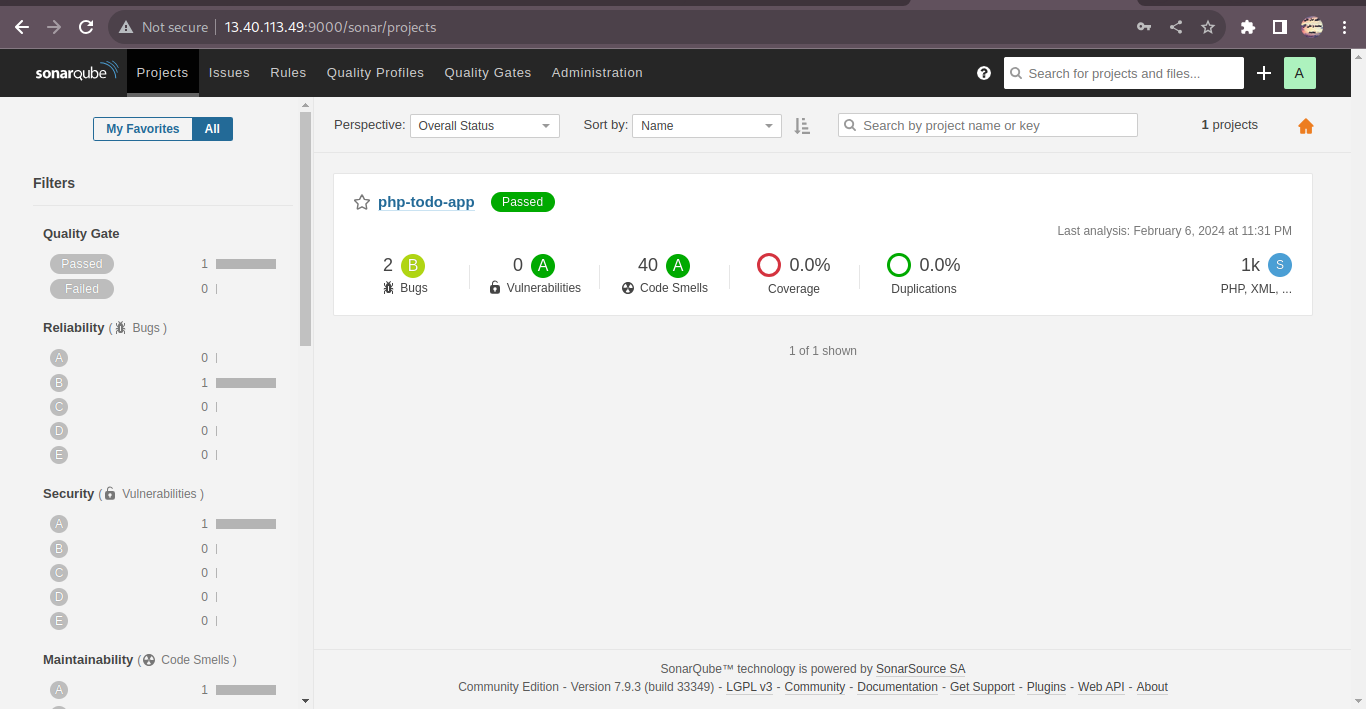 Not secure 13.40.113.49:9000/sonar/projects
sonarqube Projects Issues Rules Quality Profiles Quality Gates Administration ? Search for projects and files... A
My Favorites All
Filters
Quality Gate
Passed 1
Failed 0
Reliability ( Bugs )
A 0
B 1
C 0
D 0
E 0
Security ( Vulnerabilities )
A 1
B 0
C 0
D 0
E 0
Maintainability ( Code Smells )
A 1
Perspective: Overall Status Sort by: Name Search by project name or key 1 projects
php-todo-app Passed
Last analysis: February 6, 2024 at 11:31 PM
2 B 0 A 40 A 0.0% 0.0% 1k S
Bugs Vulnerabilities Code Smells Coverage Duplications PHP, XML, ...
1 of 1 shown
SonarQube™ technology is powered by SonarSource SA
Community Edition - Version 7.9.3 (build 33349) - LGPL v3 - Community - Documentation - Get Support - Plugins - Web API - About